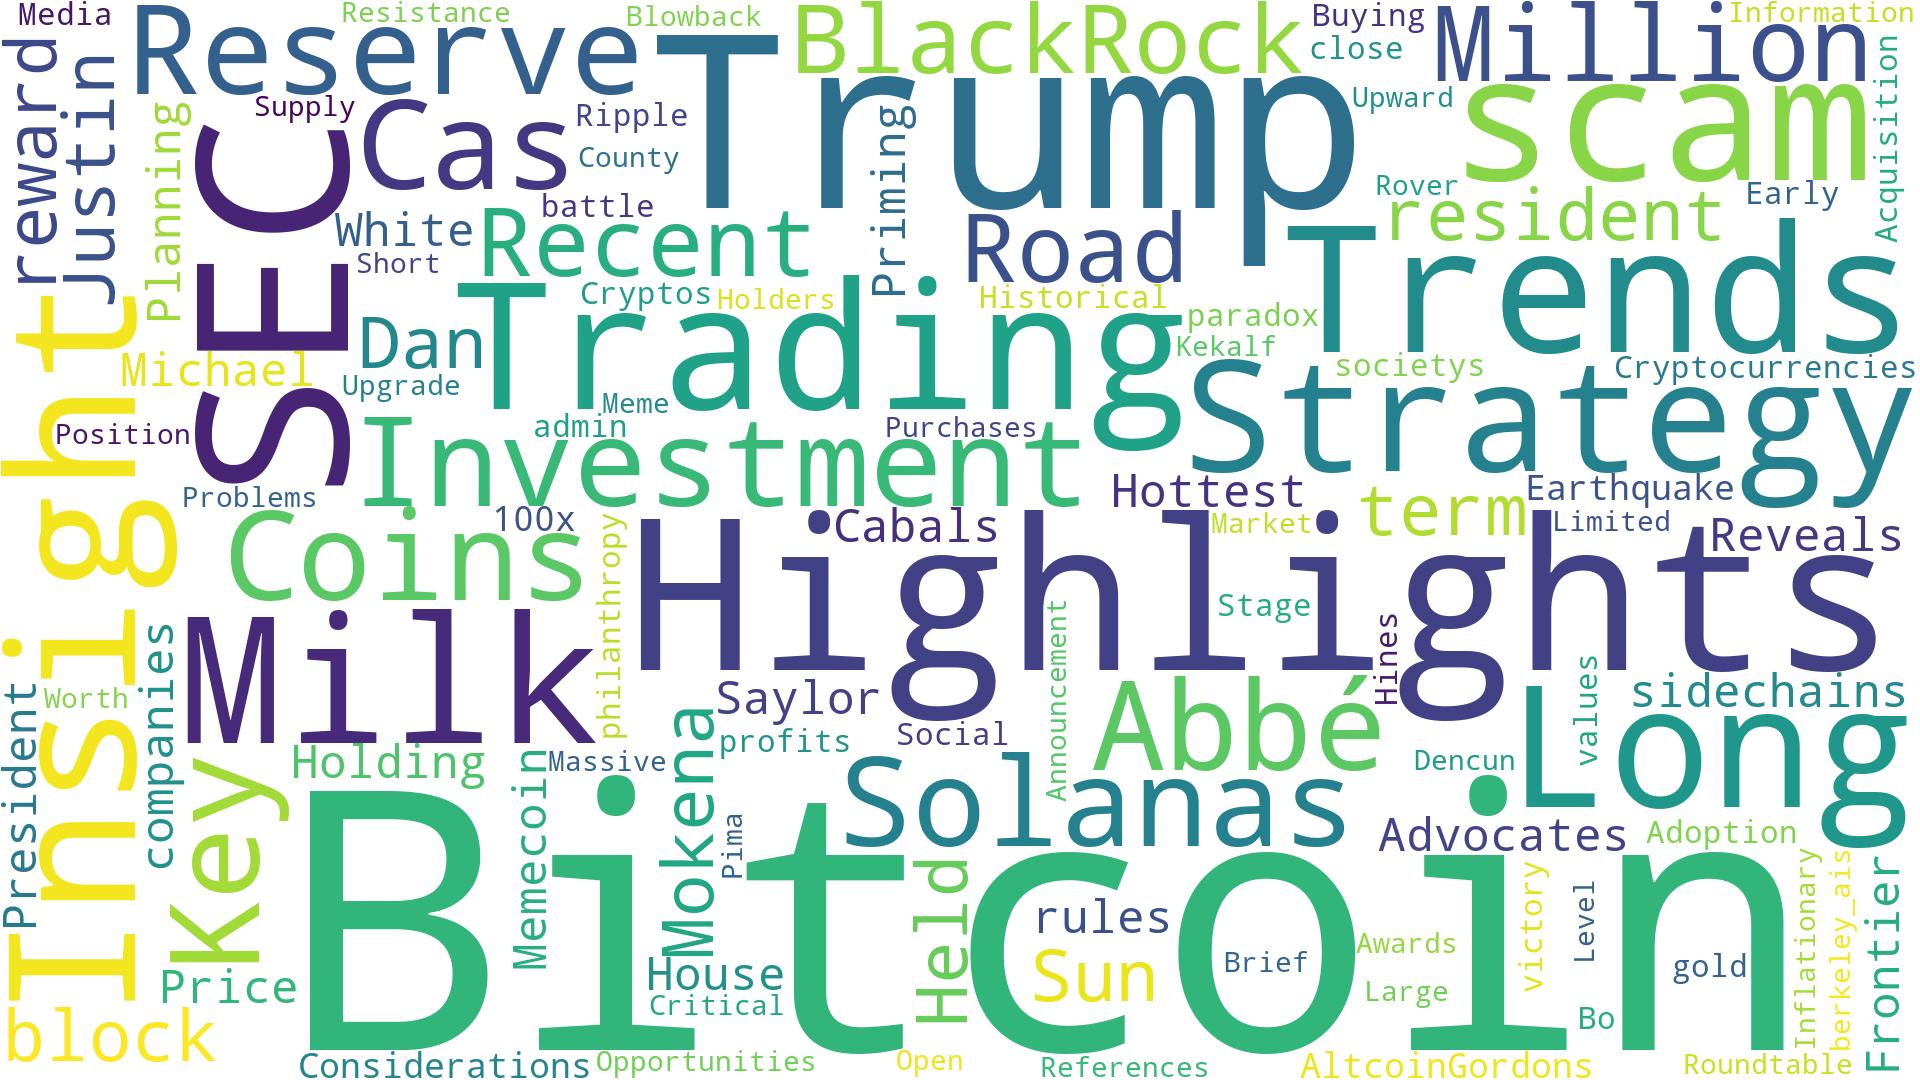 Media
Resistance
Blowback
BlackRock
Buying
Million
Information
Reserve
close
Trump
reward
Justin
Supply
Planning
Cas
Ripple
County
Priming
Upward
scam
Acquisition
SEC
White
battle
Short
Recent
Road
Rover
resident
Early
Cryptos
Holders
Historical
Trends
paradox
Kekalf
Insight
Michael
Dan
Upgrade
Trading
Meme
societys
Cryptocurrencies
Strategy
Position
admin
Purchases
Investment
Problems
100x
Coins
Hottest
term
Earthquake
Limited
Market
Reveals
Cabals
philanthropy
Highlights
Stage
Announcement
Hines
Milk
companies
President
Worth
Saylor
Social
profits
Mokena
Abbé
values
sidechains
Long
Key
Holding
Memecoin
Massive
Solanas
Dencun
Pima
Advocates
Adoption
Bitcoin
Held
rules
Sun
Brief
Awards
Large
victory
Level
gold
Inflationary
berkeley_ais
Frontier
Price
House
Critical
Bo
block
Considerations
Opportunities
Open
References
AltcoinGordons
Roundtable